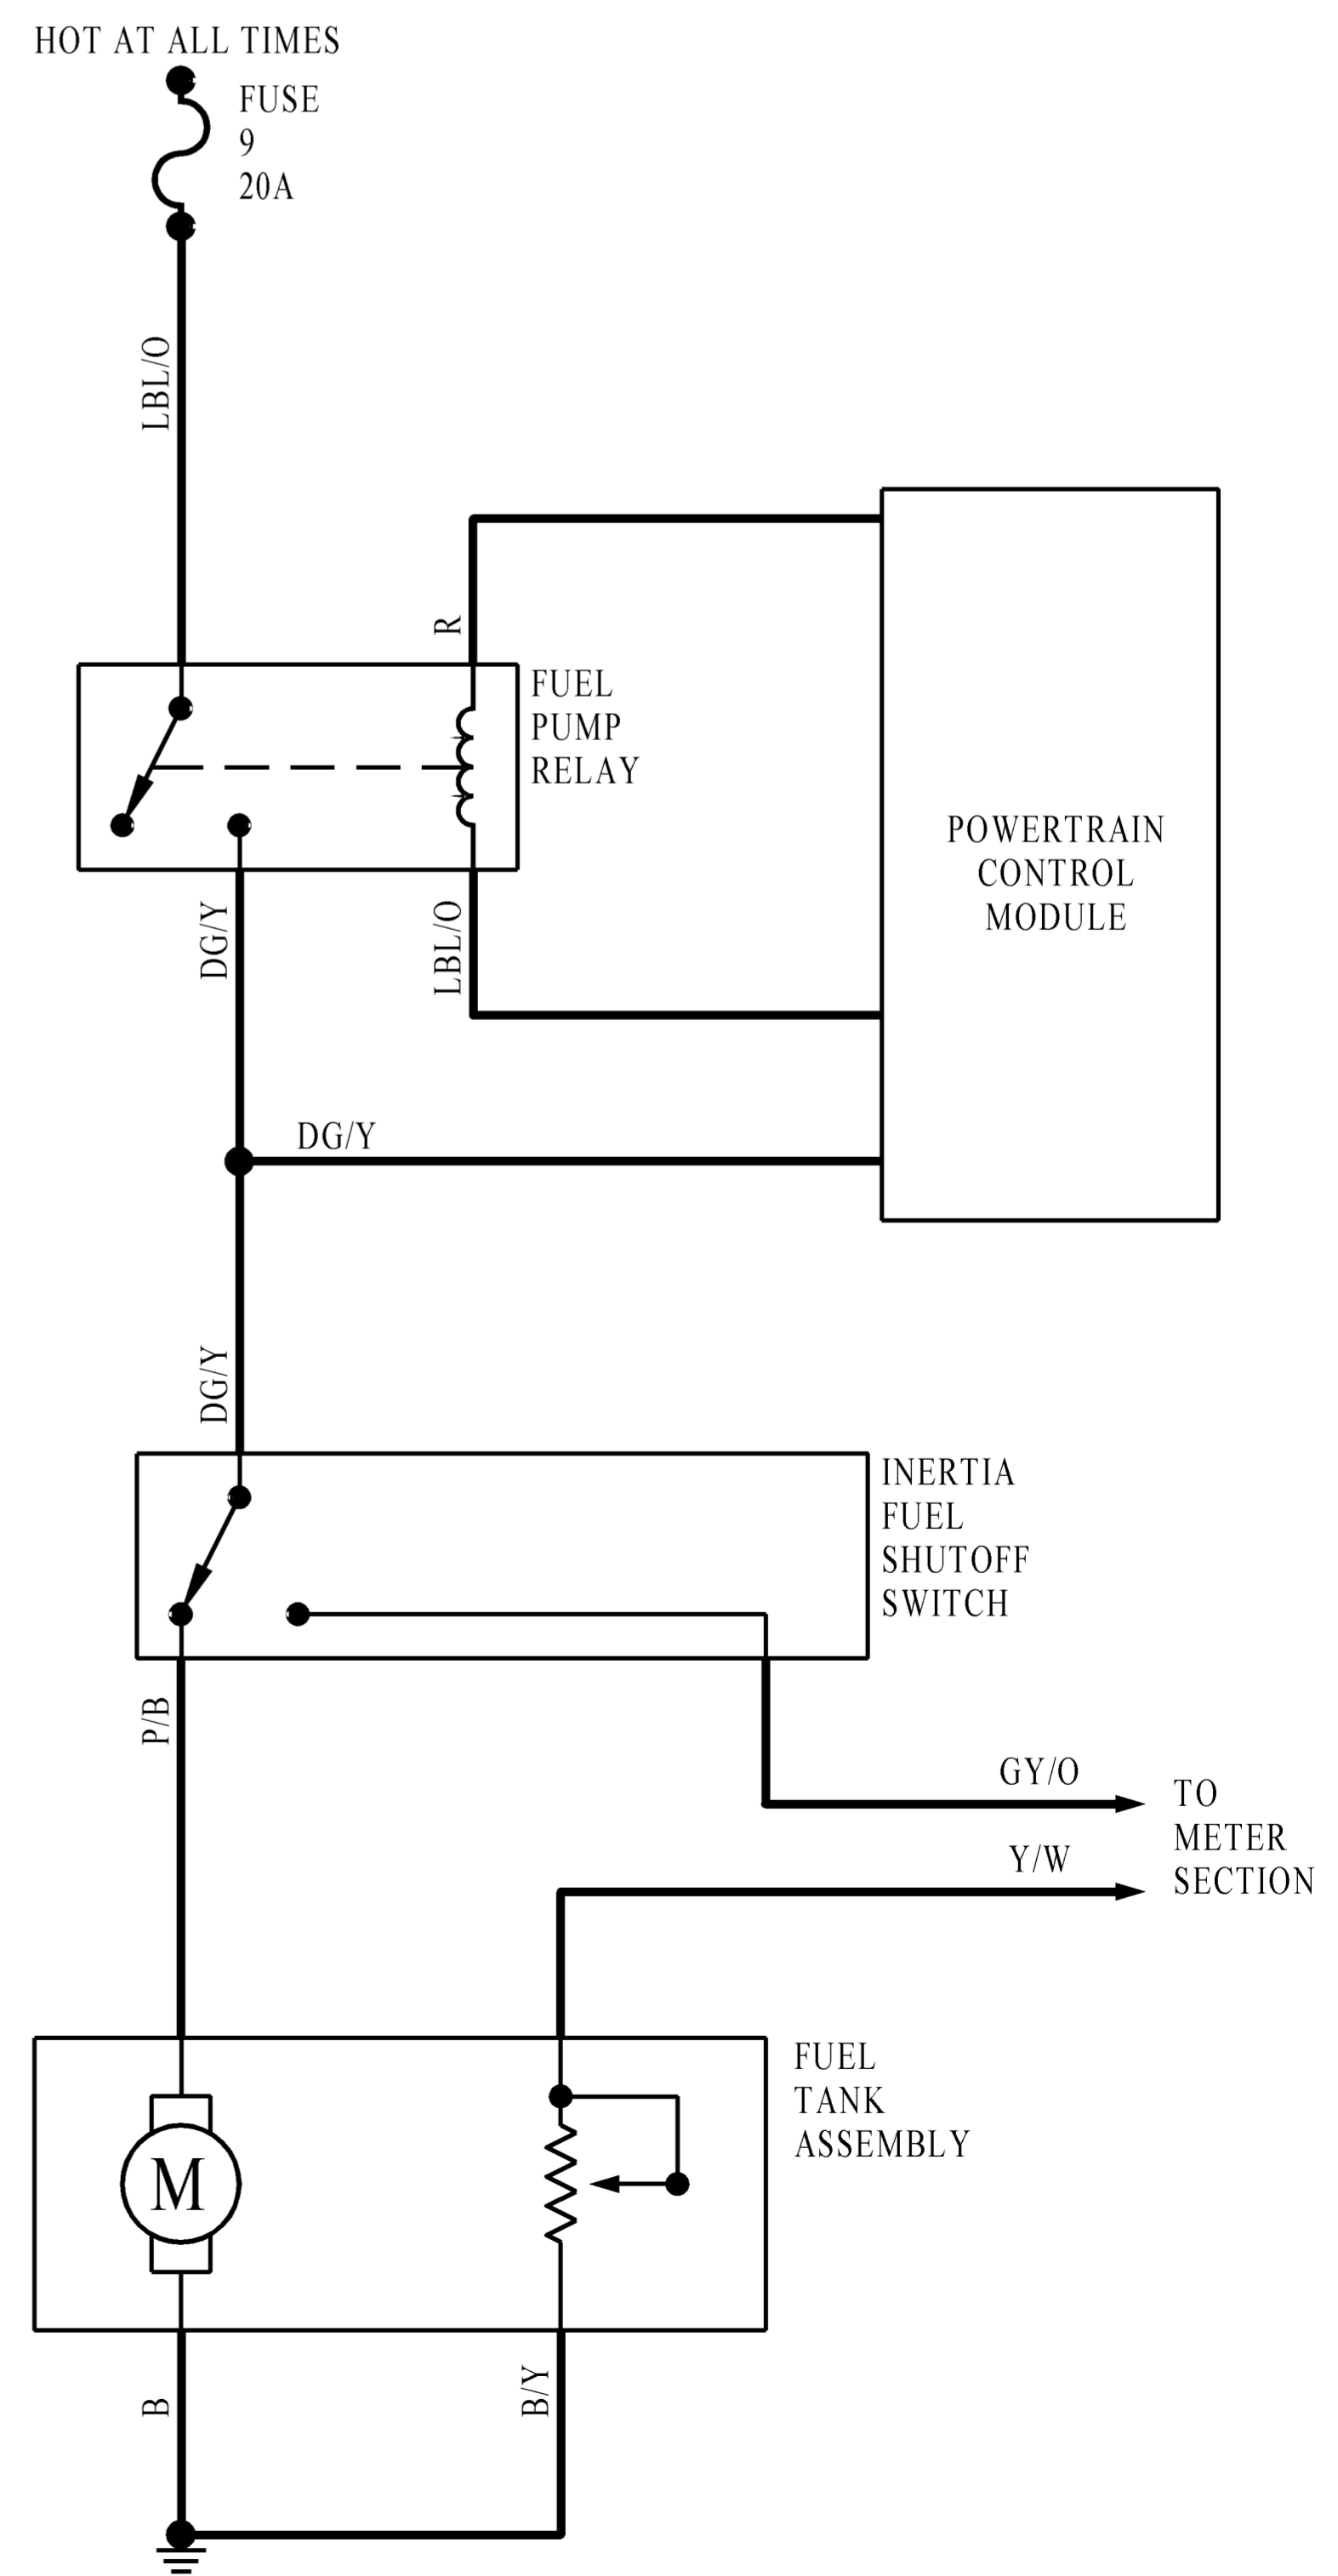 HOT AT ALL TIMES
FUSE
9
20A
LBL/O
R
FUEL
PUMP
RELAY
POWERTRAIN
CONTROL
MODULE
DG/Y
LBL/O
DG/Y
DG/Y
INERTIA
FUEL
SHUTOFF
SWITCH
P/B
GY/O
TO
METER
SECTION
Y/W
FUEL
TANK
ASSEMBLY
M
B
B/Y